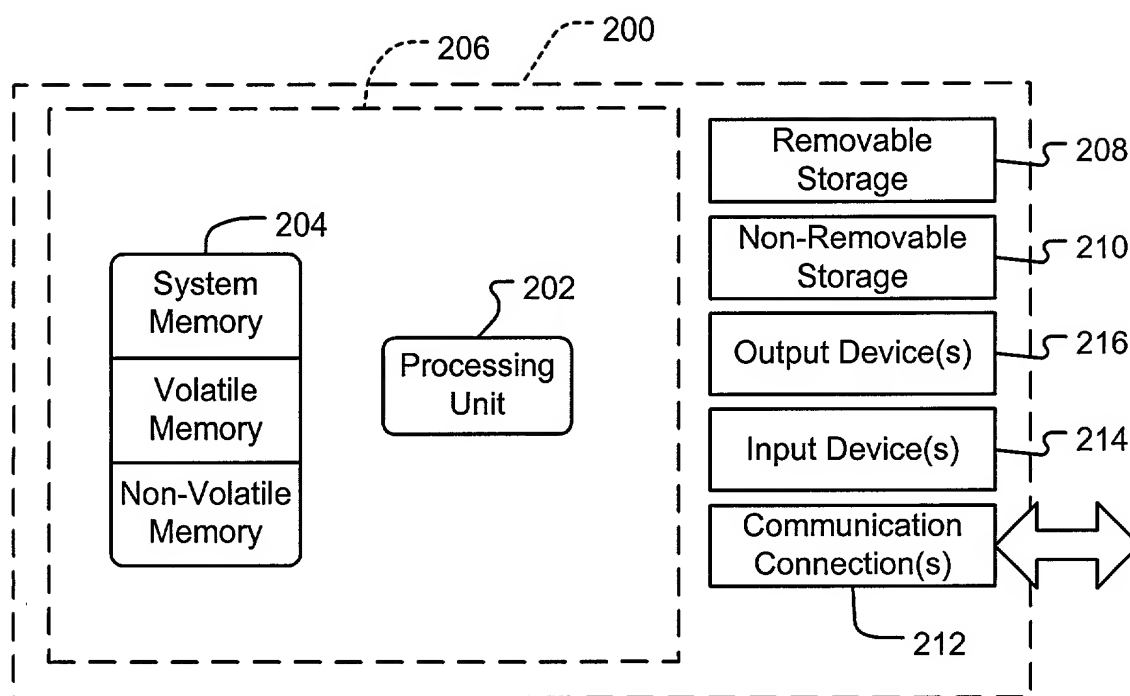 206
200
Removable
Storage
208
Non-Removable
Storage
210
204
System
Memory
Volatile
Memory
Non-Volatile
Memory
202
Processing
Unit
Output Device(s)
216
Input Device(s)
214
Communication
Connection(s)
212